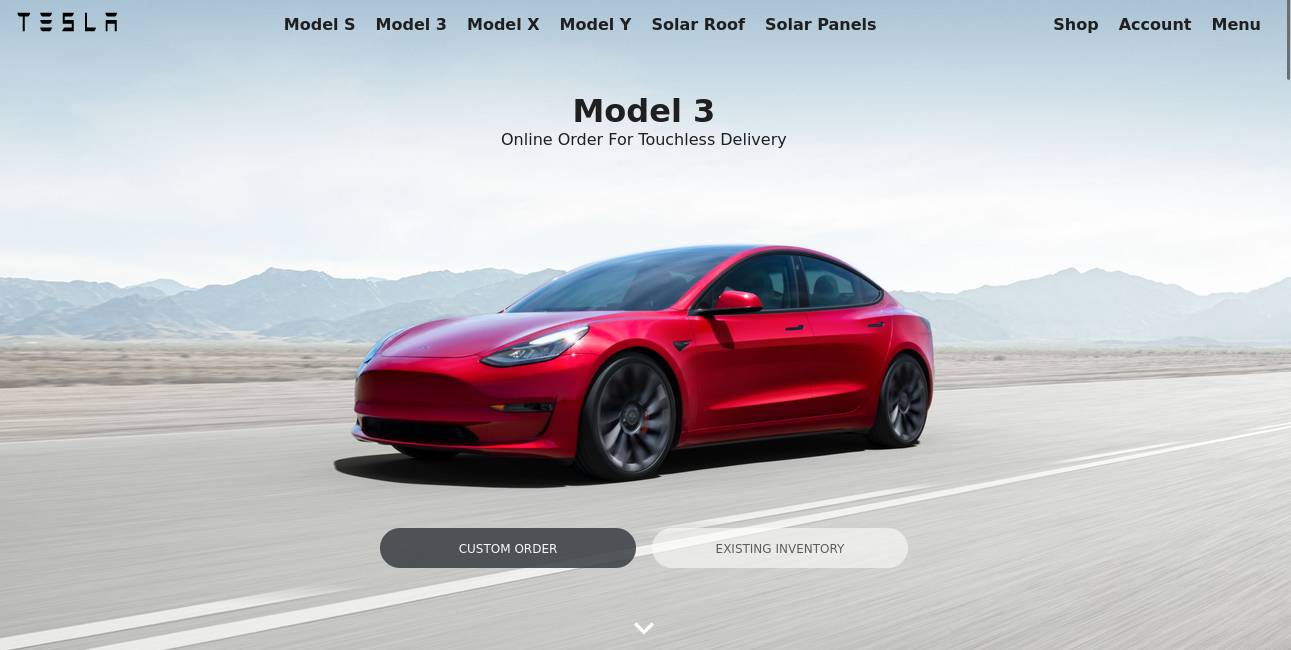 TESLA Model S Model 3 Model X Model Y Solar Roof Solar Panels Shop Account Menu
Model 3
Online Order For Touchless Delivery
CUSTOM ORDER EXISTING INVENTORY